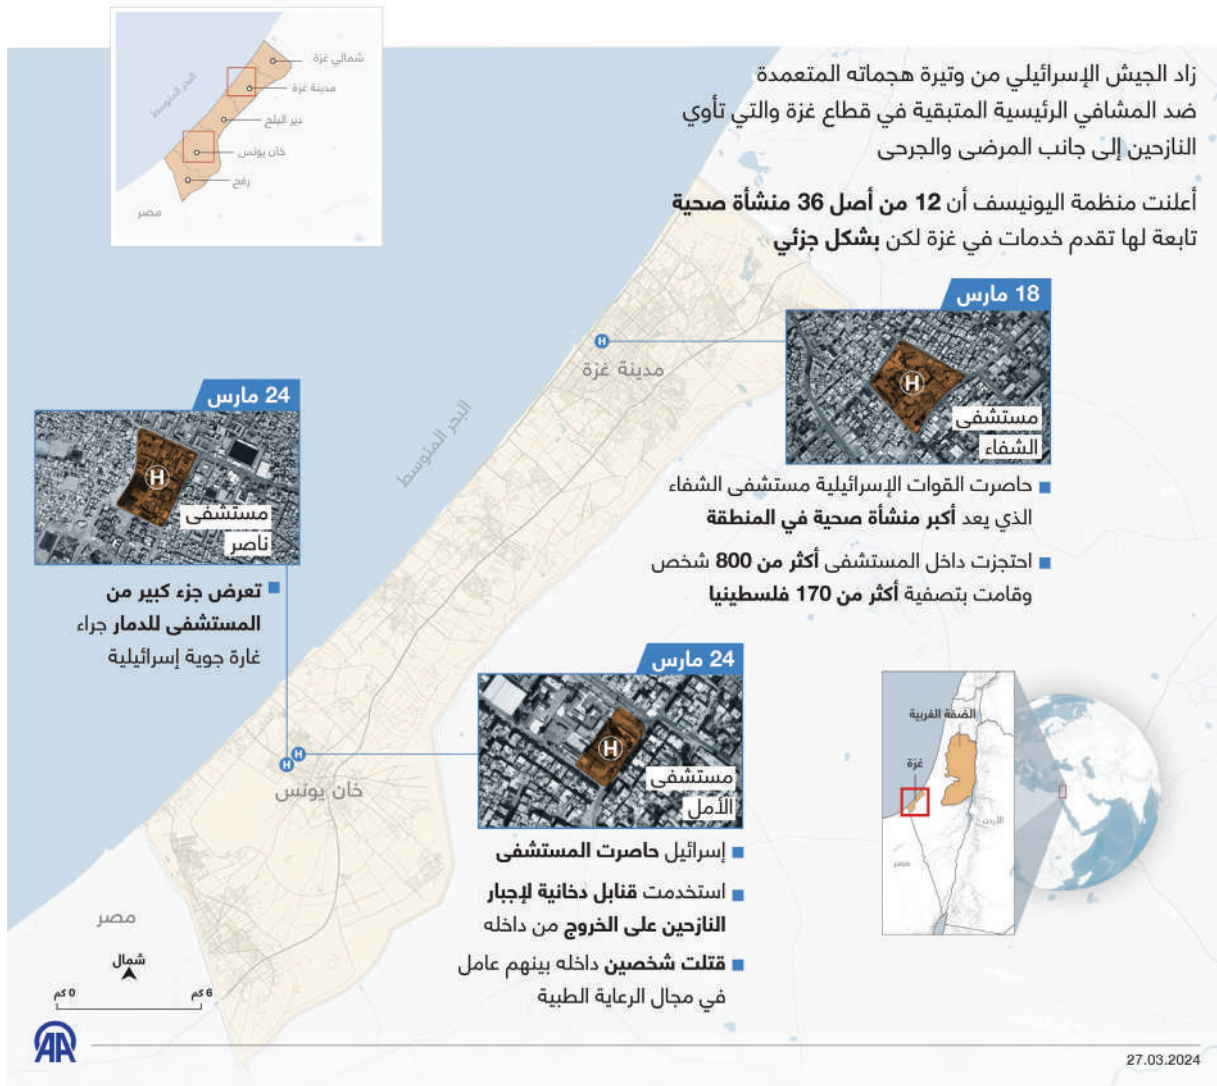 زاد الجيش الإسرائيلي من وتيرة هجماته المتعمدة
ضد المشافي الرئيسية المتبقية في قطاع غزة والتي تأوي
النازحين إلى جانب المرضى والجرحى
أعلنت منظمة اليونيسف أن 12 من أصل 36 منشأة صحية
تابعة لها تقدم خدمات في غزة لكن بشكل جزئي
شمالي غزة
مدينة غزة
دير البلح
خان يونس
رفح
البحر المتوسط
مصر
18 مارس
H
مستشفى
الشفاء
حاصرت القوات الإسرائيلية مستشفى الشفاء
الذي يعد أكبر منشأة صحية في المنطقة
احتجزت داخل المستشفى أكثر من 800 شخص
وقامت بتصفية أكثر من 170 فلسطينيا
H
مدينة غزة
البحر المتوسط
24 مارس
H
مستشفى
ناصر
تعرض جزء كبير من
المستشفى للدمار جراء
غارة جوية إسرائيلية
24 مارس
H
مستشفى
الأمل
إسرائيل حاصرت المستشفى
استخدمت قنابل دخانية لإجبار
النازحين على الخروج من داخله
قتلت شخصين داخله بينهم عامل
في مجال الرعاية الطبية
H
H
خان يونس
مصر
الضفة الغربية
غزة
الأردن
مصر
شمال
0 كم
6 كم
AA
27.03.2024